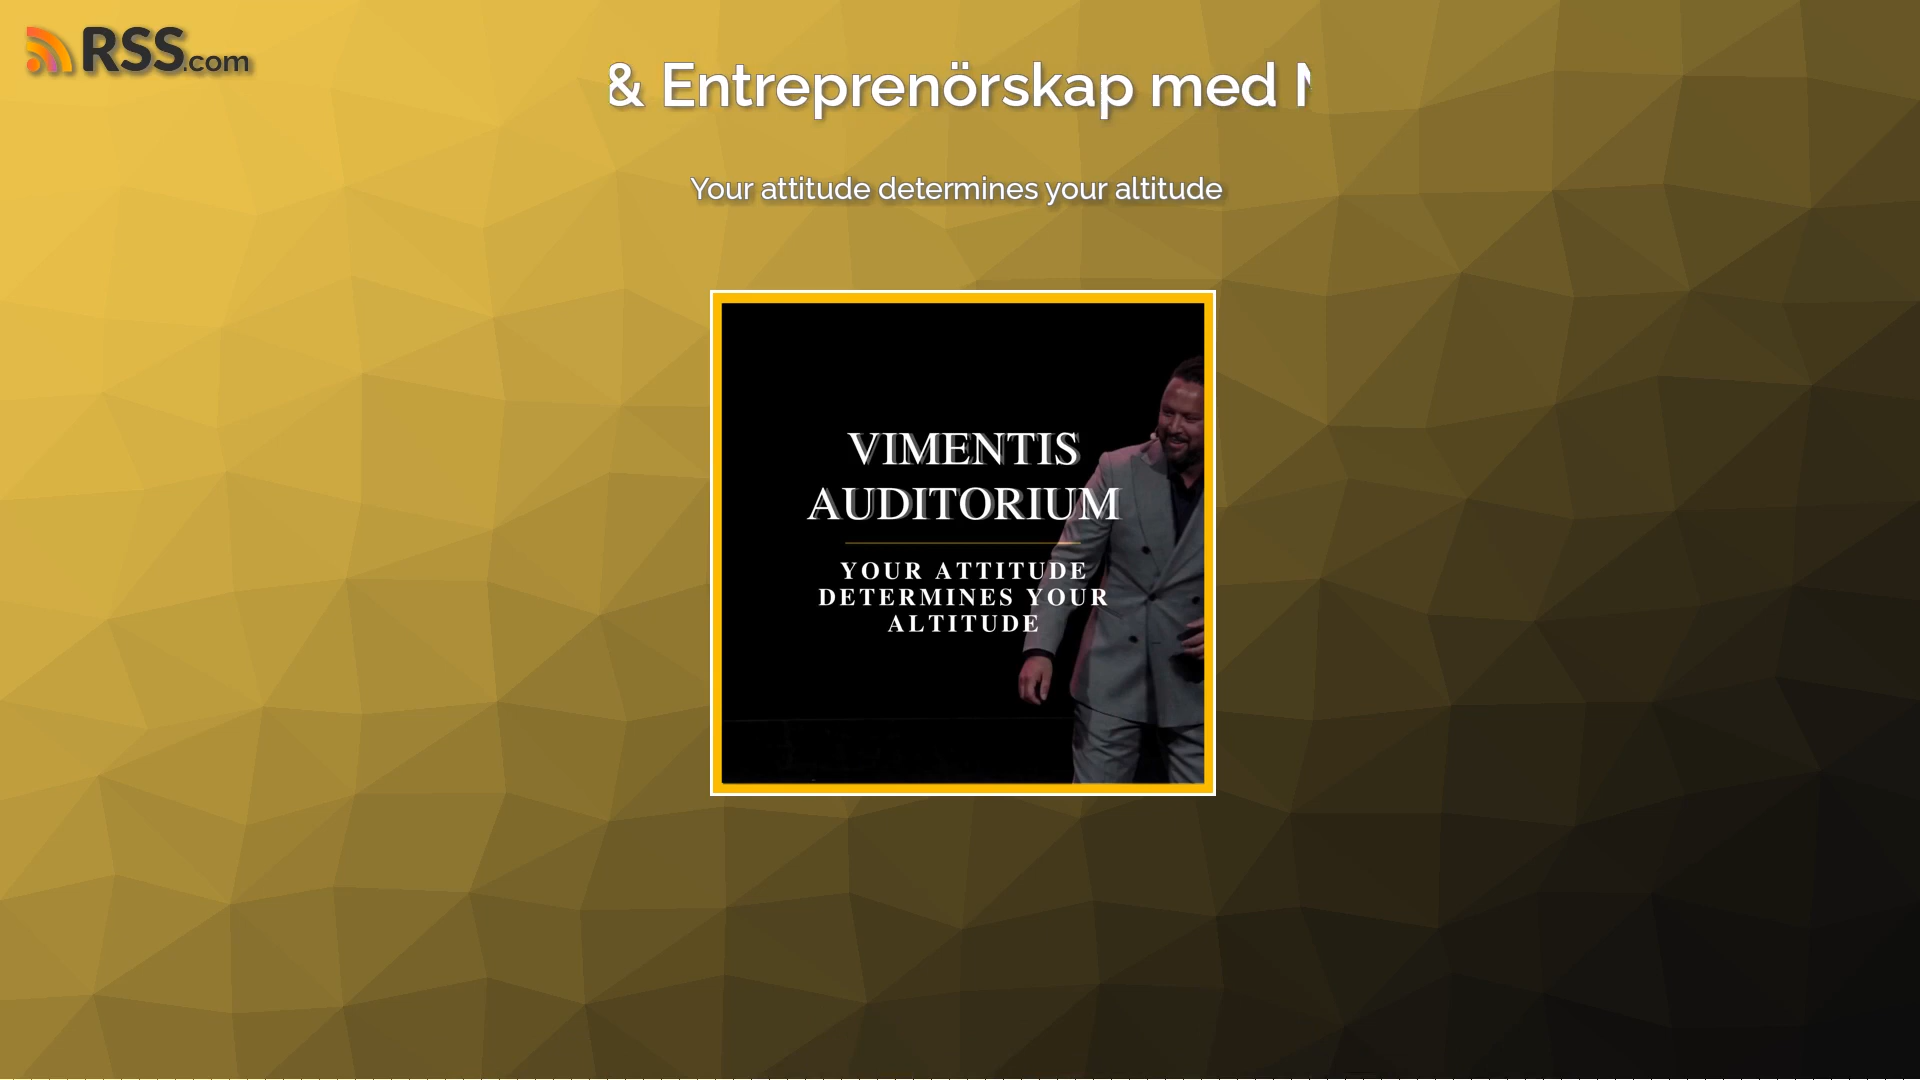 RSS.com
& Entreprenörskap med
Your attitude determines your altitude
VIMENTIS
AUDITORIUM
YOUR ATTITUDE
DETERMINES YOUR
ALTITUDE